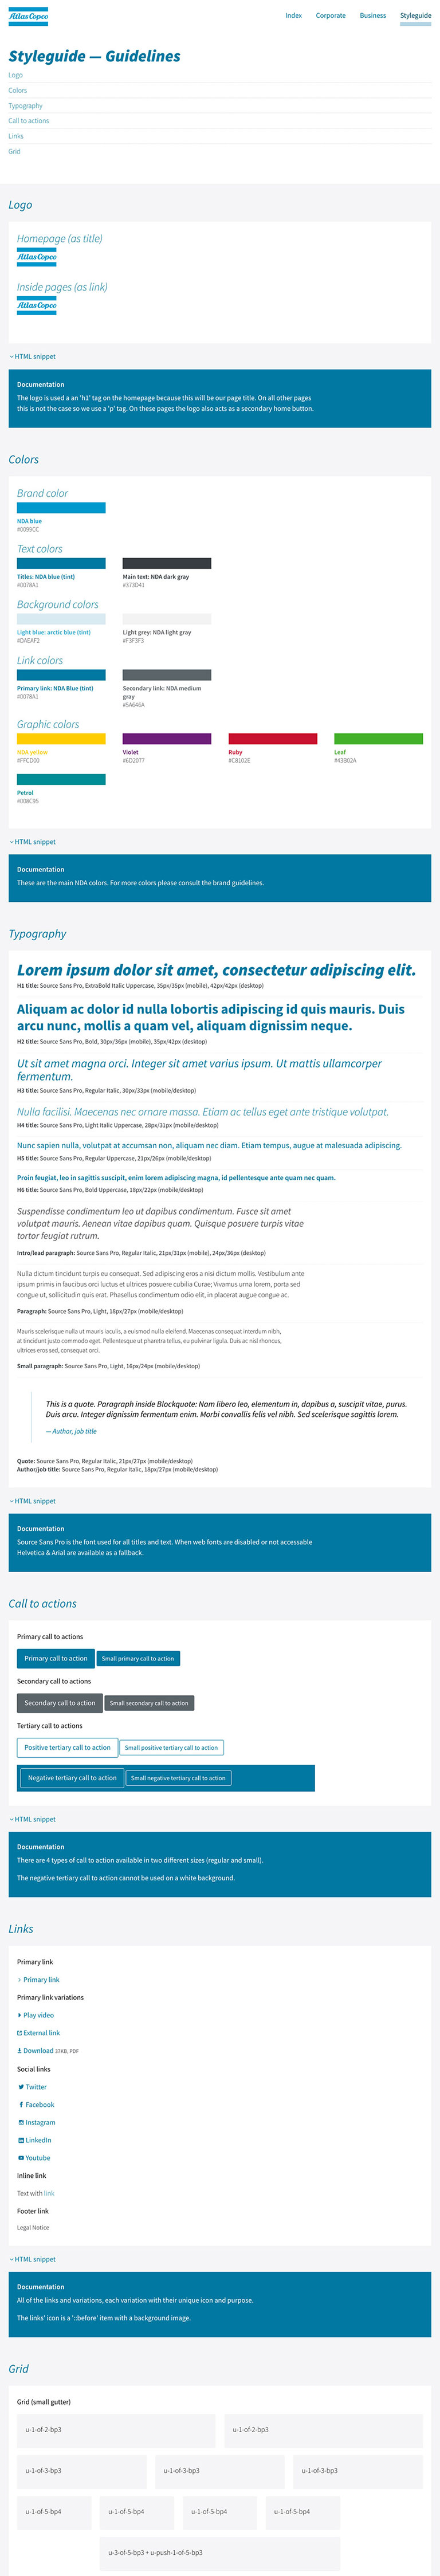 Atlas Copco
Index Corporate Business Styleguide
Styleguide — Guidelines
Logo
Colors
Typography
Call to actions
Links
Grid
Logo
Homepage (as title)
Atlas Copco
Inside pages (as link)
Atlas Copco
HTML snippet
Documentation
The logo is used a an 'h1' tag on the homepage because this will be our page title. On all other pages
this is not the case so we use a 'p' tag. On these pages the logo also acts as a secondary home button.
Colors
Brand color
NDA blue
#0099CC
Text colors
Titles: NDA blue (tint) Main text: NDA dark gray
#0078A1 #373D41
Background colors
Light blue: arctic blue (tint) Light grey: NDA light gray
#DAEAF2 #F3F3F3
Link colors
Primary link: NDA Blue (tint) Secondary link: NDA medium
gray
#0078A1 #5A646A
Graphic colors
NDA yellow Violet Ruby Leaf
#FFCD00 #6D2077 #C8102E #43B02A
Petrol
#008C95
HTML snippet
Documentation
These are the main NDA colors. For more colors please consult the brand guidelines.
Typography
Lorem ipsum dolor sit amet, consectetur adipiscing elit.
H1 title: Source Sans Pro, ExtraBold Italic Uppercase, 35px/35px (mobile), 42px/42px (desktop)
Aliquam ac dolor id nulla lobortis adipiscing id quis mauris. Duis
arcu nunc, mollis a quam vel, aliquam dignissim neque.
H2 title: Source Sans Pro, Bold, 30px/36px (mobile), 35px/42px (desktop)
Ut sit amet magna orci. Integer sit amet varius ipsum. Ut mattis ullamcorper
fermentum.
H3 title: Source Sans Pro, Regular Italic, 30px/33px (mobile/desktop)
Nulla facilisi. Maecenas nec ornare massa. Etiam ac tellus eget ante tristique volutpat.
H4 title: Source Sans Pro, Light Italic Uppercase, 28px/31px (mobile/desktop)
Nunc sapien nulla, volutpat at accumsan non, aliquam nec diam. Etiam tempus, augue at malesuada adipiscing.
H5 title: Source Sans Pro, Regular Uppercase, 21px/26px (mobile/desktop)
Proin feugiat, leo in sagittis suscipit, enim lorem adipiscing magna, id pellentesque ante quam nec quam.
H6 title: Source Sans Pro, Bold Uppercase, 18px/22px (mobile/desktop)
Suspendisse condimentum leo ut dapibus condimentum. Fusce sit amet
volutpat mauris. Aenean vitae dapibus quam. Quisque posuere turpis vitae
tortor feugiat rutrum.
Intro/lead paragraph: Source Sans Pro, Regular Italic, 21px/31px (mobile), 24px/36px (desktop)
Nulla dictum tincidunt turpis eu consequat. Sed adipiscing eros a nisi dictum mollis. Vestibulum ante
ipsum primis in faucibus orci luctus et ultrices posuere cubilia Curae; Vivamus urna lorem, porta sed
congue ut, sollicitudin quis erat. Phasellus condimentum odio elit, in placerat augue congue ac.
Paragraph: Source Sans Pro, Light, 18px/27px (mobile/desktop)
Mauris scelerisque nulla ut mauris iaculis, a euismod nulla eleifend. Maecenas consequat interdum nibh,
at tincidunt justo commodo eget. Pellentesque ut pharetra tellus, eu pulvinar ligula. Duis ac nisl rhoncus,
ultrices eros sed, consequat orci.
Small paragraph: Source Sans Pro, Light, 16px/24px (mobile/desktop)
This is a quote. Paragraph inside Blockquote: Nam libero leo, elementum in, dapibus a, suscipit vitae, purus.
Duis arcu. Integer dignissim fermentum enim. Morbi convallis felis vel nibh. Sed scelerisque sagittis lorem.
— Author, job title
Quote: Source Sans Pro, Regular Italic, 21px/27px (mobile/desktop)
Author/job title: Source Sans Pro, Regular Italic, 18px/27px (mobile/desktop)
HTML snippet
Documentation
Source Sans Pro is the font used for all titles and text. When web fonts are disabled or not accessable
Helvetica & Arial are available as a fallback.
Call to actions
Primary call to actions
Primary call to action Small primary call to action
Secondary call to actions
Secondary call to action Small secondary call to action
Tertiary call to actions
Positive tertiary call to action Small positive tertiary call to action
Negative tertiary call to action Small negative tertiary call to action
HTML snippet
Documentation
There are 4 types of call to action available in two different sizes (regular and small).
The negative tertiary call to action cannot be used on a white background.
Links
Primary link
Primary link
Primary link variations
Play video
External link
Download 37KB, PDF
Social links
Twitter
Facebook
Instagram
LinkedIn
Youtube
Inline link
Text with link
Footer link
Legal Notice
HTML snippet
Documentation
All of the links and variations, each variation with their unique icon and purpose.
The links' icon is a '::before' item with a background image.
Grid
Grid (small gutter)
u-1-of-2-bp3 u-1-of-2-bp3
u-1-of-3-bp3 u-1-of-3-bp3 u-1-of-3-bp3
u-1-of-5-bp4 u-1-of-5-bp4 u-1-of-5-bp4 u-1-of-5-bp4
u-3-of-5-bp3 + u-push-1-of-5-bp3